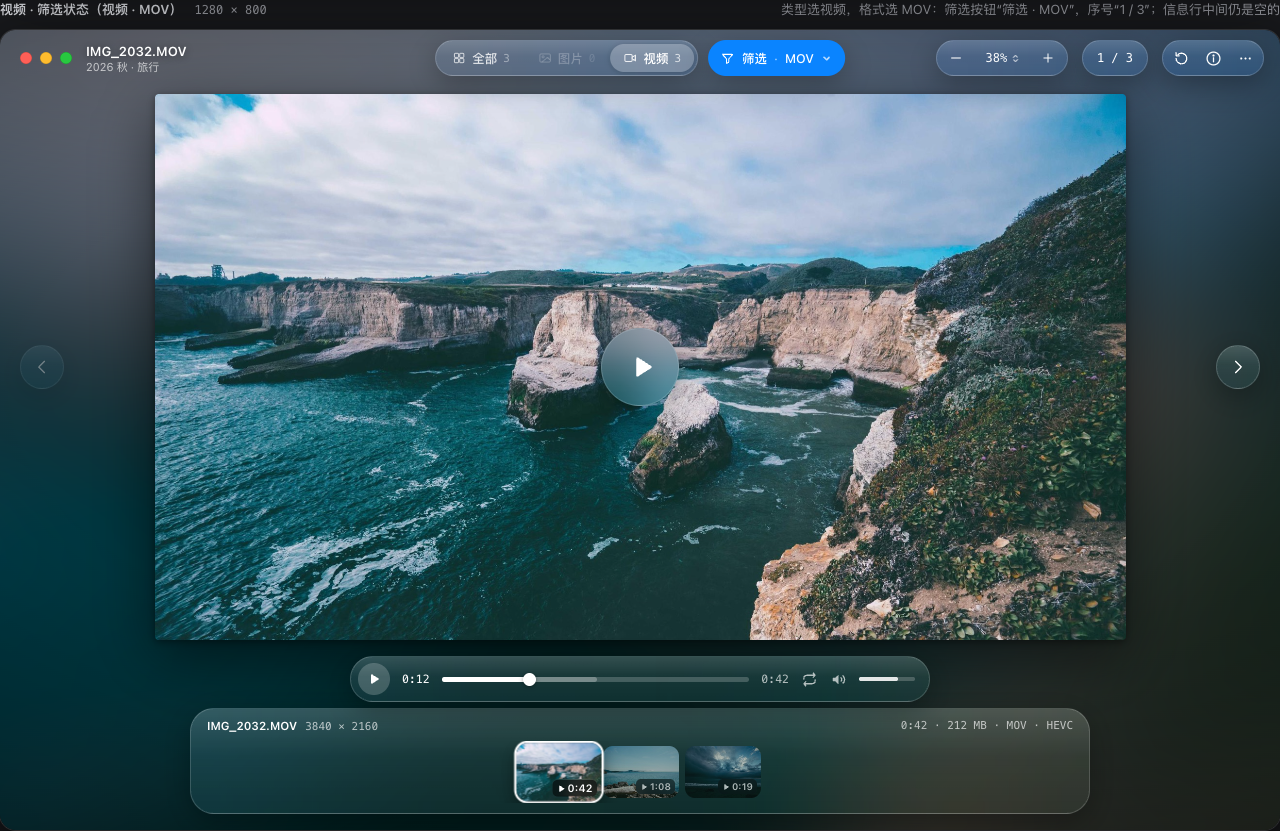 视频 · 筛选状态（视频 · MOV） 1280 × 800
类型选视频，格式选 MOV：筛选按钮“筛选 · MOV”，序号“1 / 3”；信息行中间仍是空的
IMG_2032.MOV
2026 秋 · 旅行
全部 3 图片 0 视频 3
筛选 · MOV
38%
1 / 3
0:12
0:42
IMG_2032.MOV 3840 × 2160
0:42 · 212 MB · MOV · HEVC
0:42
1:08
0:19